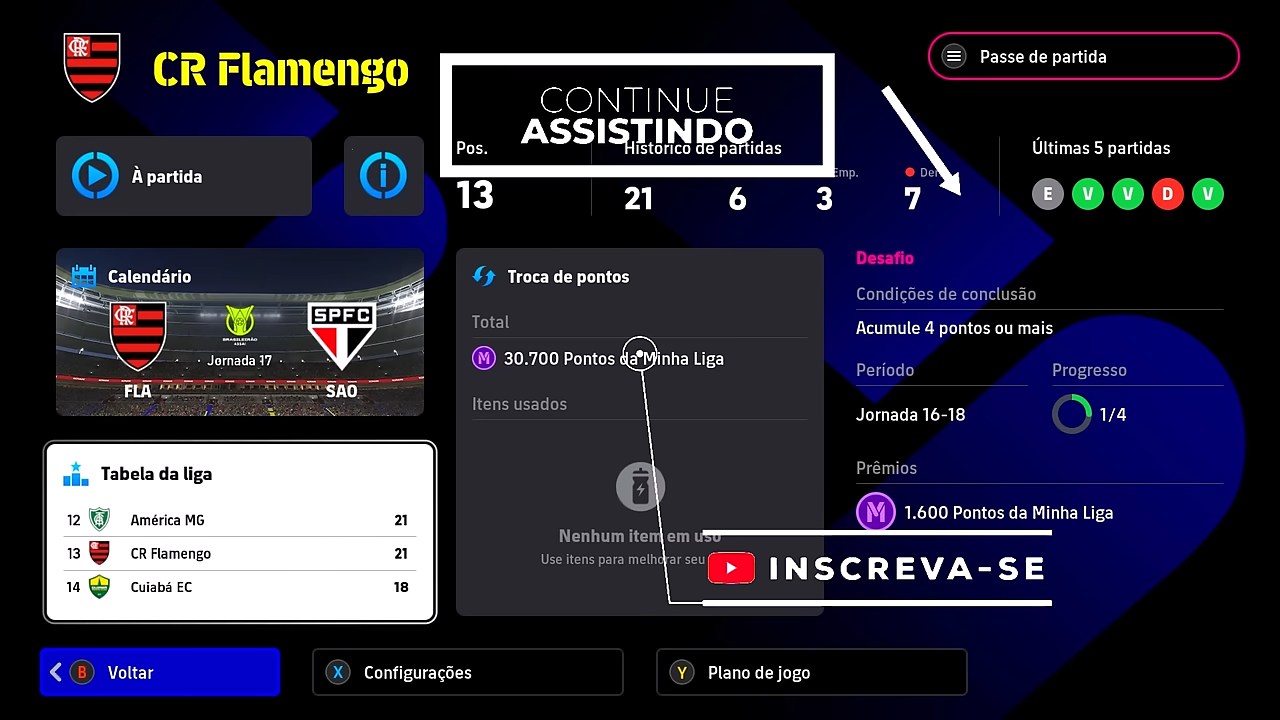 CR Flamengo
CONTINUE
ASSISTINDO
Passe de partida
À partida
Pos.
13
Histórico de partidas
Emp.
21
6
3
7
Últimas 5 partidas
E V V D V
Calendário
SPFC
BRASILEIRÃO
Jornada 17
FLA
SAO
Troca de pontos
Total
30.700 Pontos da Minha Liga
Itens usados
Nenhum item em uso
Use itens para melhorar seu
Desafio
Condições de conclusão
Acumule 4 pontos ou mais
Período
Progresso
Jornada 16-18
1/4
Prêmios
1.600 Pontos da Minha Liga
INSCREVA-SE
Tabela da liga
12 América MG 21
13 CR Flamengo 21
14 Cuiabá EC 18
B Voltar
X Configurações
Y Plano de jogo